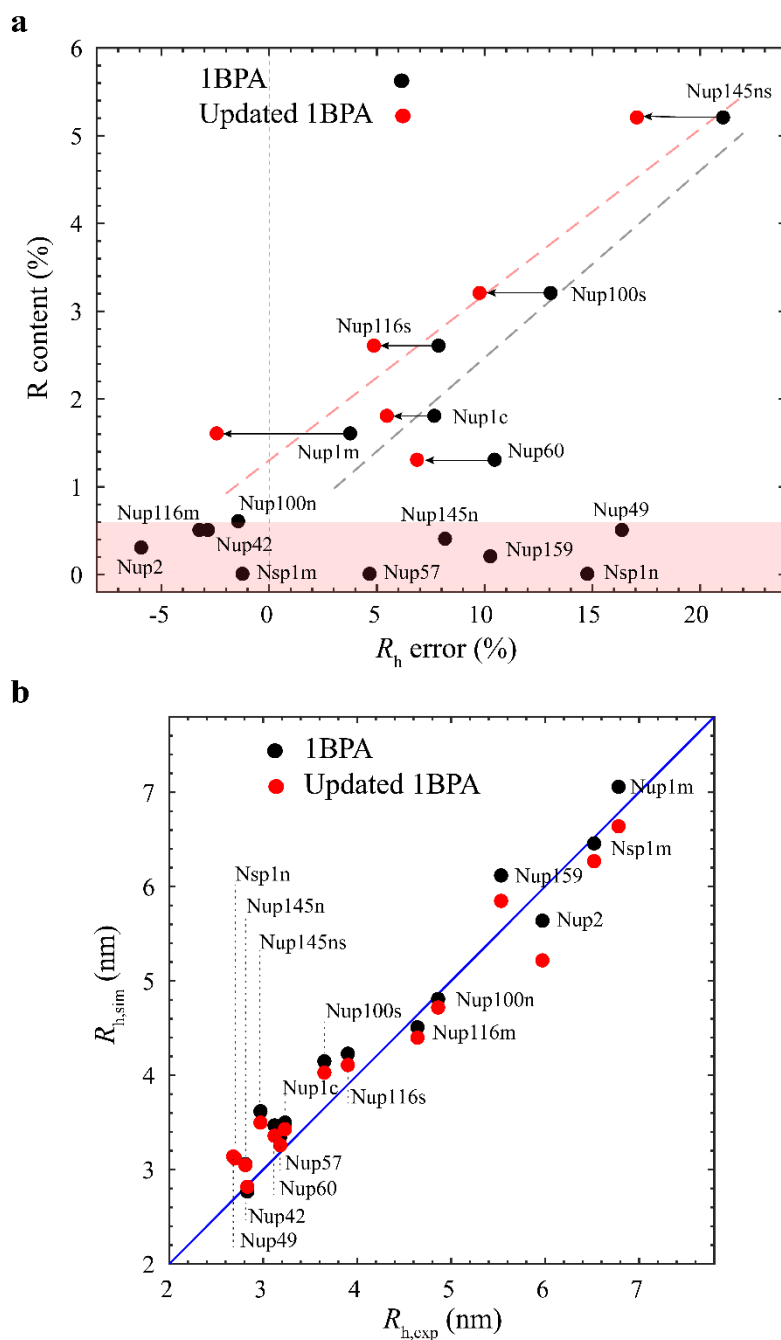 a
6
5
4
3
2
1
0
R content (%)
1BPA
Updated 1BPA
Nup145ns
Nup100s
Nup116s
Nup1c
Nup1m
Nup60
Nup100n
Nup116m
Nup42
Nup2
Nsp1m
Nup145n
Nup57
Nup159
Nup49
Nsp1n
-5 0 5 10 15 20
Rh error (%)
b
7
6
5
4
3
2
Rh,sim (nm)
1BPA
Updated 1BPA
Nup1m
Nsp1m
Nup159
Nup2
Nsp1n
Nup145n
Nup145ns
Nup100s
Nup100n
Nup116m
Nup1c
Nup116s
Nup57
Nup60
Nup42
Nup49
2 3 4 5 6 7
Rh,exp (nm)